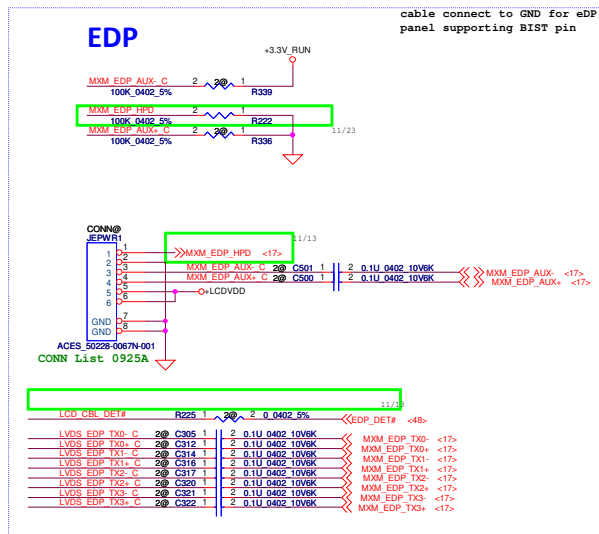 cable connect to GND for eDP
panel supporting BIST pin
EDP
+3.3V_RUN
MXM_EDP_AUX-_C 2 2@ 1
100K_0402_5% R339
MXM_EDP_HPD 2 1
100K_0402_5% R222
11/23
MXM_EDP_AUX+_C 2 2@ 1
100K_0402_5% R336
CONN@
JEPWR1
11/13
1 1 MXM_EDP_HPD <17>
2 2
3 3 MXM_EDP_AUX-_C 2@ C501 1 2 0.1U_0402_10V6K MXM_EDP_AUX- <17>
4 4 MXM_EDP_AUX+_C 2@ C500 1 2 0.1U_0402_10V6K MXM_EDP_AUX+ <17>
5 5 +LCDVDD
6 6
GND 7
GND 8
ACES_50228-0067N-001
CONN List 0925A
11/13
LCD_CBL_DET# R225 1 2@ 2 0_0402_5% EDP_DET# <48>
LVDS_EDP_TX0-_C 2@ C305 1 2 0.1U_0402_10V6K MXM_EDP_TX0- <17>
LVDS_EDP_TX0+_C 2@ C312 1 2 0.1U_0402_10V6K MXM_EDP_TX0+ <17>
LVDS_EDP_TX1-_C 2@ C314 1 2 0.1U_0402_10V6K MXM_EDP_TX1- <17>
LVDS_EDP_TX1+_C 2@ C316 1 2 0.1U_0402_10V6K MXM_EDP_TX1+ <17>
LVDS_EDP_TX2-_C 2@ C317 1 2 0.1U_0402_10V6K MXM_EDP_TX2- <17>
LVDS_EDP_TX2+_C 2@ C320 1 2 0.1U_0402_10V6K MXM_EDP_TX2+ <17>
LVDS_EDP_TX3-_C 2@ C321 1 2 0.1U_0402_10V6K MXM_EDP_TX3- <17>
LVDS_EDP_TX3+_C 2@ C322 1 2 0.1U_0402_10V6K MXM_EDP_TX3+ <17>